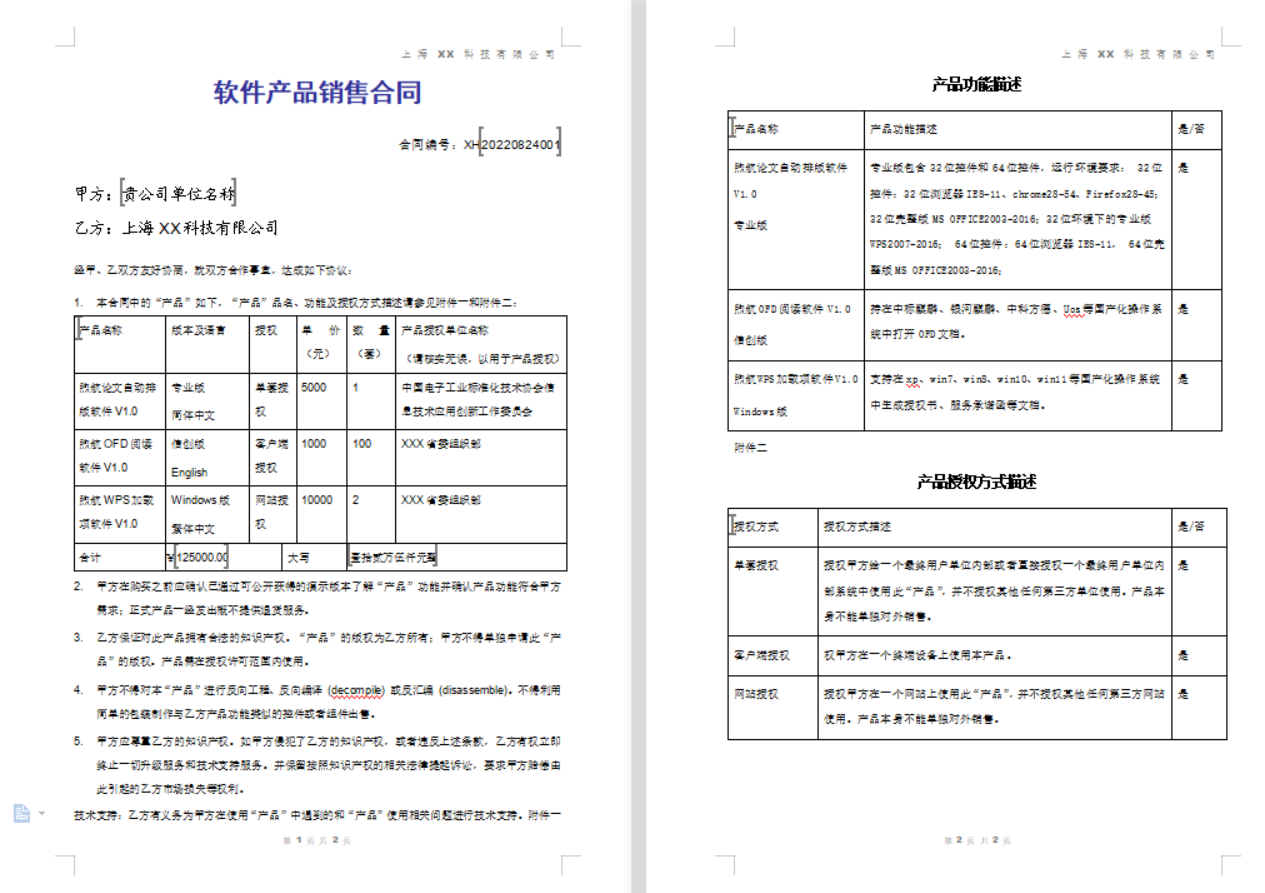 上海 XX 科技有限公司
软件产品销售合同
合同编号：XH20220824001
甲方：贵公司单位名称
乙方：上海 XX 科技有限公司
经甲、乙双方友好协商，就双方合作事宜，达成如下协议：
1. 本合同中的“产品”如下，“产品”品名、功能及授权方式描述请参见附件一和附件二：
产品名称 版本及语言 授权 单价（元） 数量（套） 产品授权单位名称
（请核实无误，以用于产品授权）
煦航论文自动排 专业版 单套授 5000 1 中国电子工业标准化技术协会信
版软件 V1.0 简体中文 权 息技术应用创新工作委员会
煦航 OFD 阅读 信创版 客户端 1000 100 XXX 省委组织部
软件 V1.0 English 授权
煦航 WPS 加载 Windows 版 网站授 10000 2 XXX 省委组织部
项软件 V1.0 繁体中文 权
合计 ¥125000.00 大写 壹拾贰万伍仟元整
2. 甲方在购买之前应确认已通过可公开获得的演示版本了解“产品”功能并确认产品功能符合甲方
需求；正式产品一经发出概不提供退货服务。
3. 乙方保证对此产品拥有合法的知识产权。“产品”的版权为乙方所有；甲方不得单独申请此“产
品”的版权。产品需在授权许可范围内使用。
4. 甲方不得对本“产品”进行反向工程、反向编译 (decompile) 或反汇编 (disassemble)。不得利用
简单的包装制作与乙方产品功能类似的控件或者组件出售。
5. 甲方应尊重乙方的知识产权。如甲方侵犯了乙方的知识产权，或者违反上述条款，乙方有权立即
终止一切升级服务和技术支持服务。并保留按照知识产权的相关法律提起诉讼，要求甲方赔偿由
此引起的乙方市场损失等权利。
技术支持：乙方有义务为甲方在使用“产品”中遇到的和“产品”使用相关问题进行技术支持。附件一
第 1 页 共 2 页
上海 XX 科技有限公司
产品功能描述
产品名称 产品功能描述 是/否
煦航论文自动排版软件 专业版包含 32 位控件和 64 位控件，运行环境要求： 32 位 是
V1.0 控件：32 位浏览器 IE8-11、chrome28-54、Firefox28-45；
专业版 32 位完整版 MS OFFICE2003-2016；32 位环境下的专业版
WPS2007-2016； 64 位控件：64 位浏览器 IE8-11， 64 位完
整版 MS OFFICE2003-2016；
煦航 OFD 阅读软件 V1.0 持在中标麒麟、银河麒麟、中科方德、Uos 等国产化操作系 是
信创版 统中打开 OFD 文档。
煦航 WPS 加载项软件 V1.0 支持在 xp、win7、win8、win10、win11 等国产化操作系统 是
Windows 版 中生成授权书、服务承诺函等文档。
附件二
产品授权方式描述
授权方式 授权方式描述 是/否
单套授权 授权甲方给一个最终用户单位内部或者直接授权一个最终用户单位内 是
部系统中使用此“产品”，并不授权其他任何第三方单位使用。产品本
身不能单独对外销售。
客户端授权 权甲方在一个终端设备上使用本产品。 是
网站授权 授权甲方在一个网站上使用此“产品”，并不授权其他任何第三方网站 是
使用。产品本身不能单独对外销售。
第 2 页 共 2 页